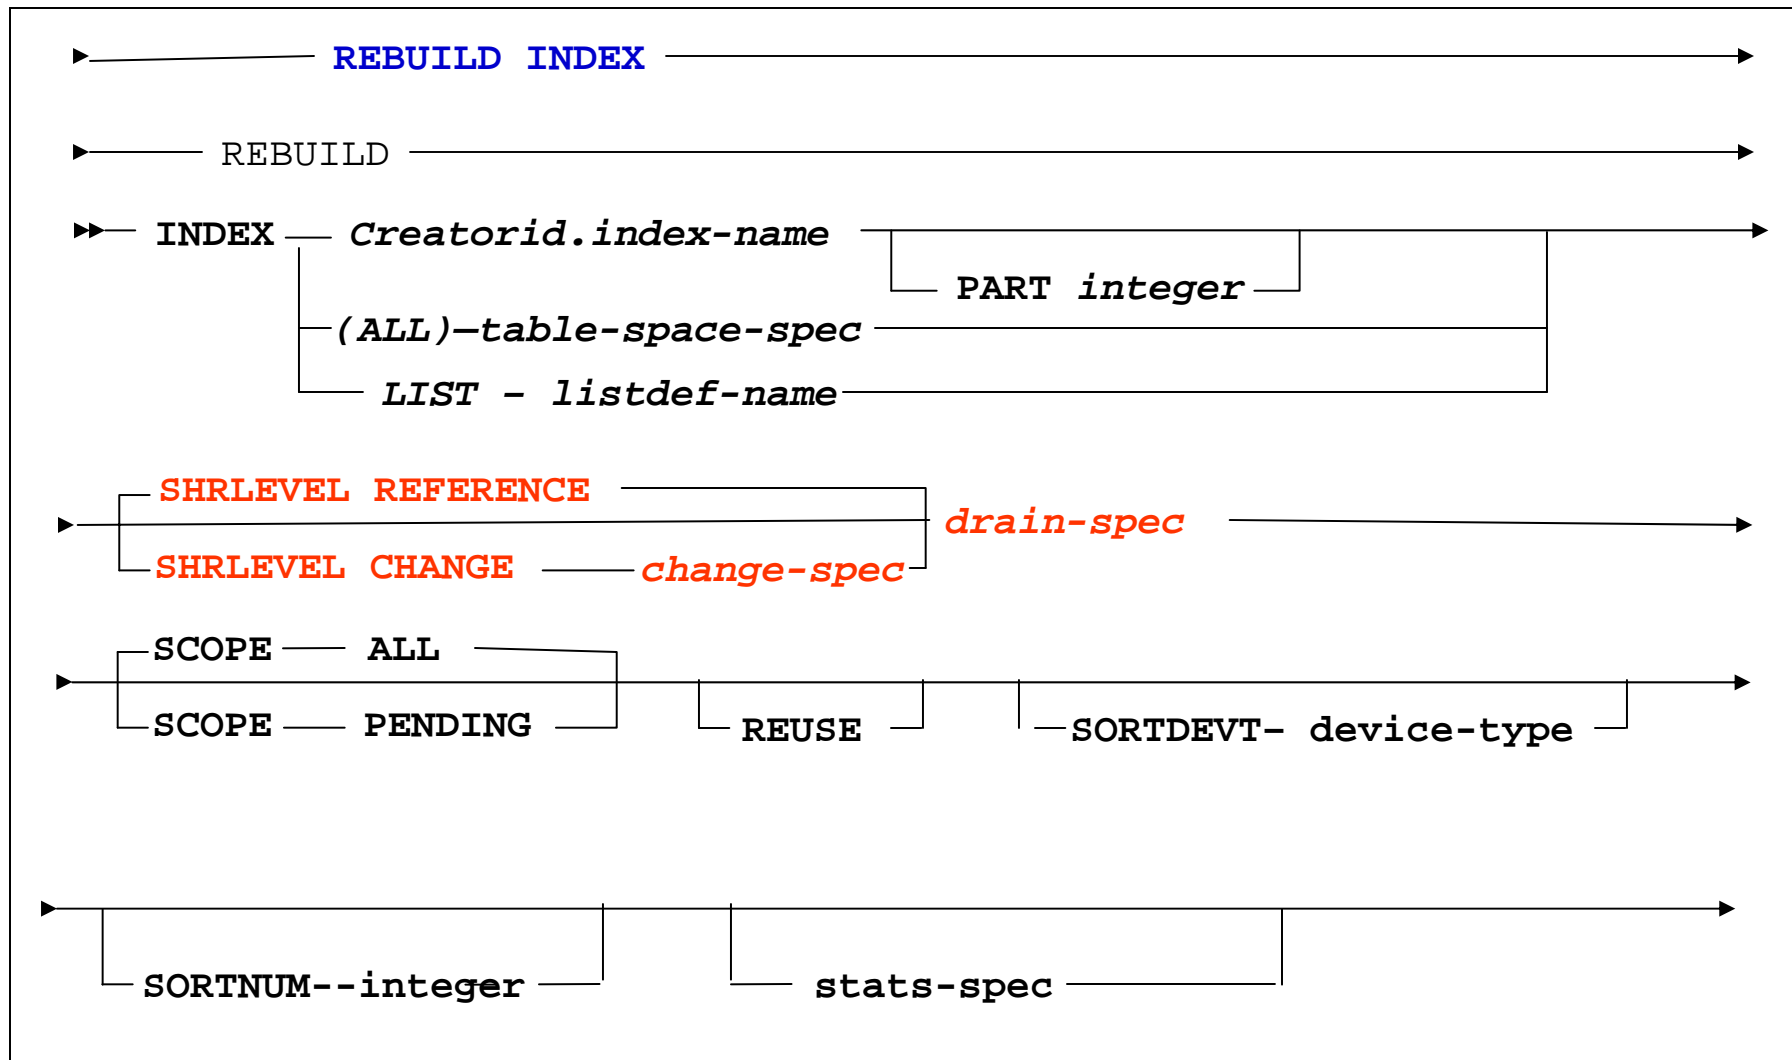 REBUILD INDEX
REBUILD
INDEX Creatorid.index-name
PART integer
(ALL)—table-space-spec
LIST – listdef-name
SHRLEVEL REFERENCE
drain-spec
SHRLEVEL CHANGE change-spec
SCOPE ALL
SCOPE PENDING
REUSE
SORTDEVT– device-type
SORTNUM--integer
stats-spec